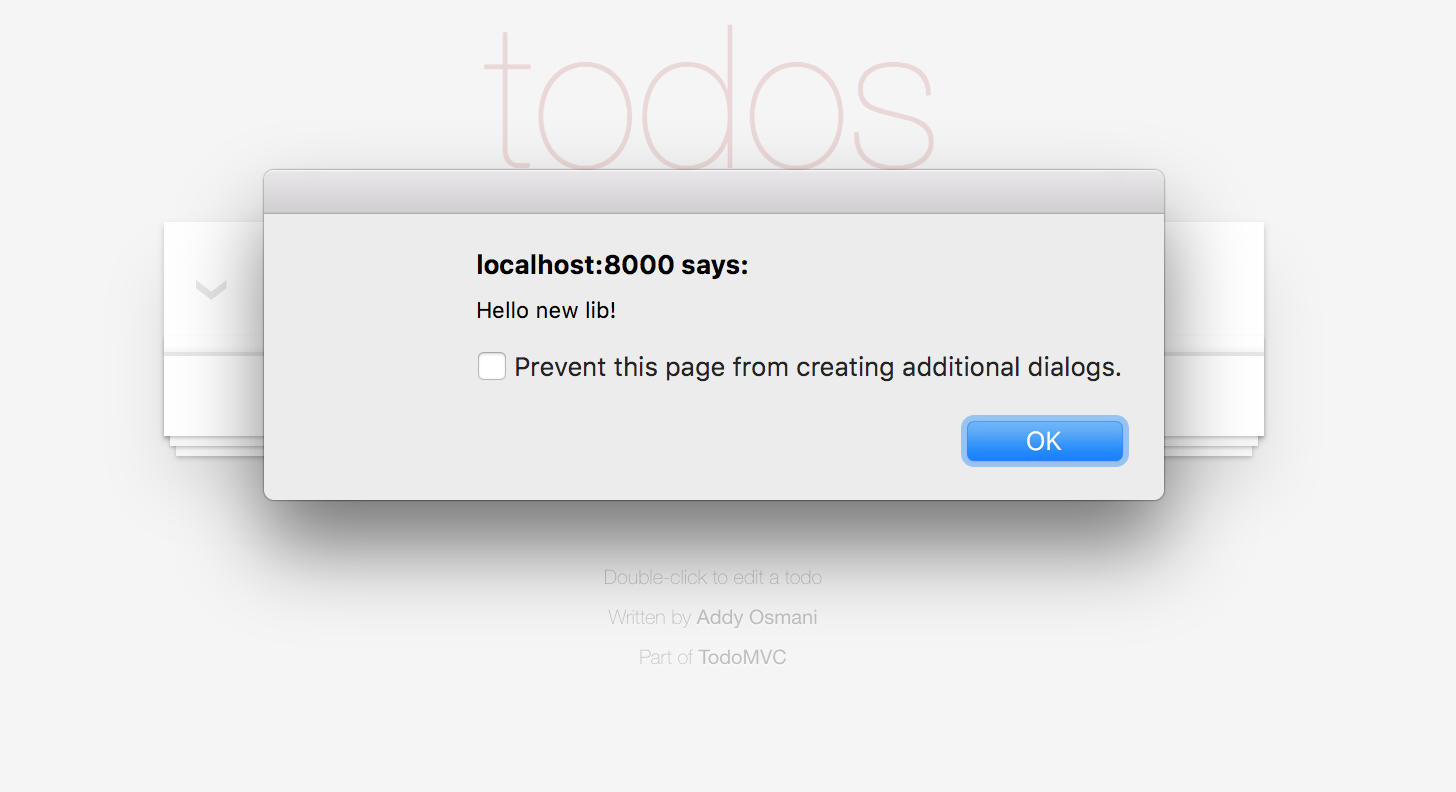 todos
localhost:8000 says:
Hello new lib!
Prevent this page from creating additional dialogs.
OK
Double-click to edit a todo
Written by Addy Osmani
Part of TodoMVC